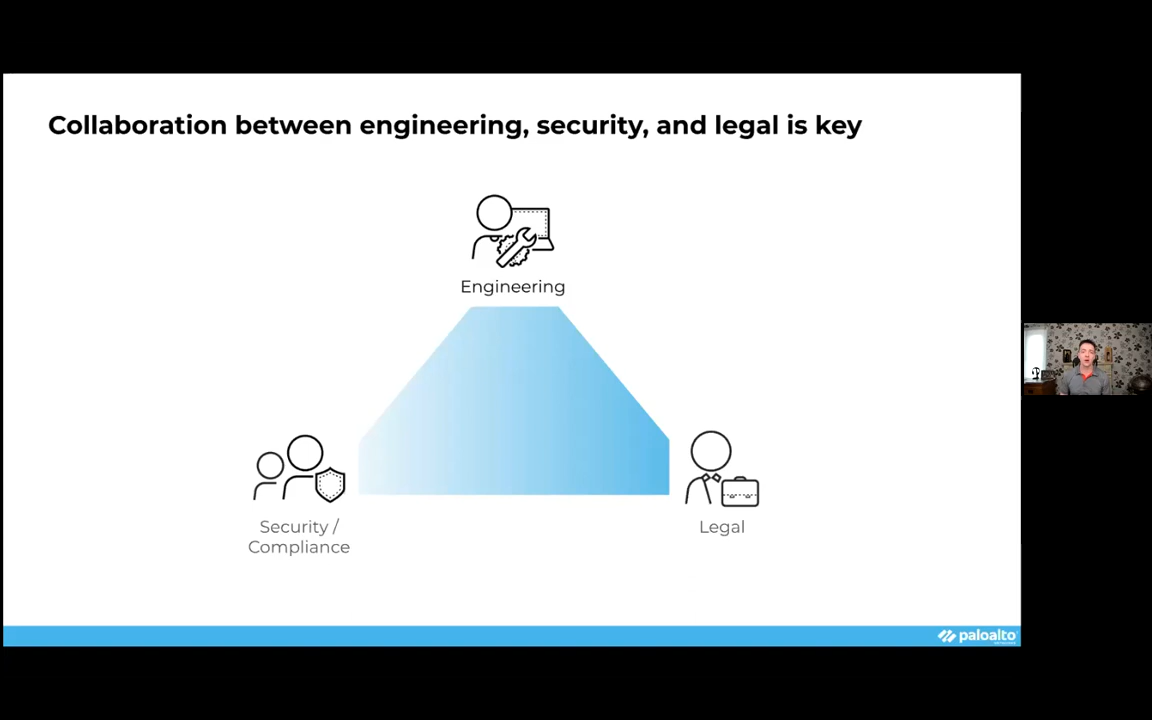 Collaboration between engineering, security, and legal is key
Engineering
Security /
Compliance
Legal
paloalto